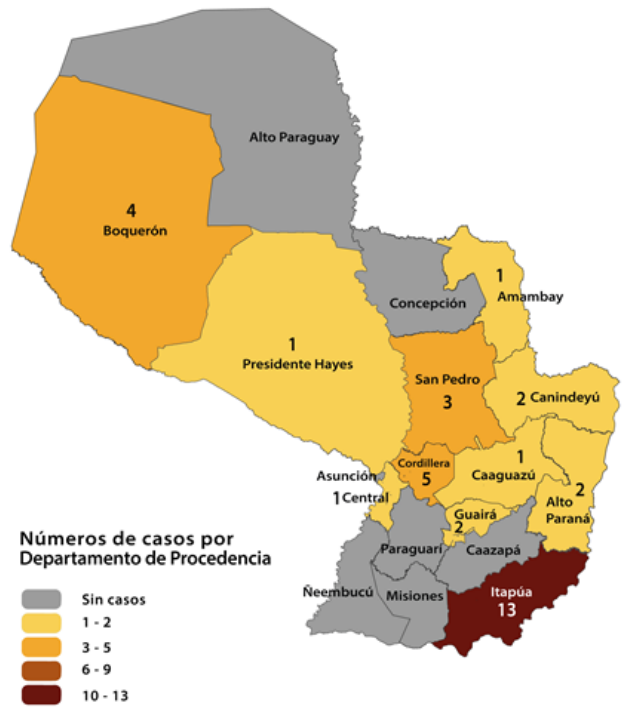 Alto Paraguay
4
Boquerón
1
Amambay
Concepción
1
Presidente Hayes
San Pedro
3
2 Canindeyú
Cordillera
5
1
Caaguazú
Asunción
1 Central
2
Alto
Paraná
Guairá
2
Paraguarí
Caazapá
Ñeembucú
Misiones
Itapúa
13
Números de casos por
Departamento de Procedencia
Sin casos
1 - 2
3 - 5
6 - 9
10 - 13